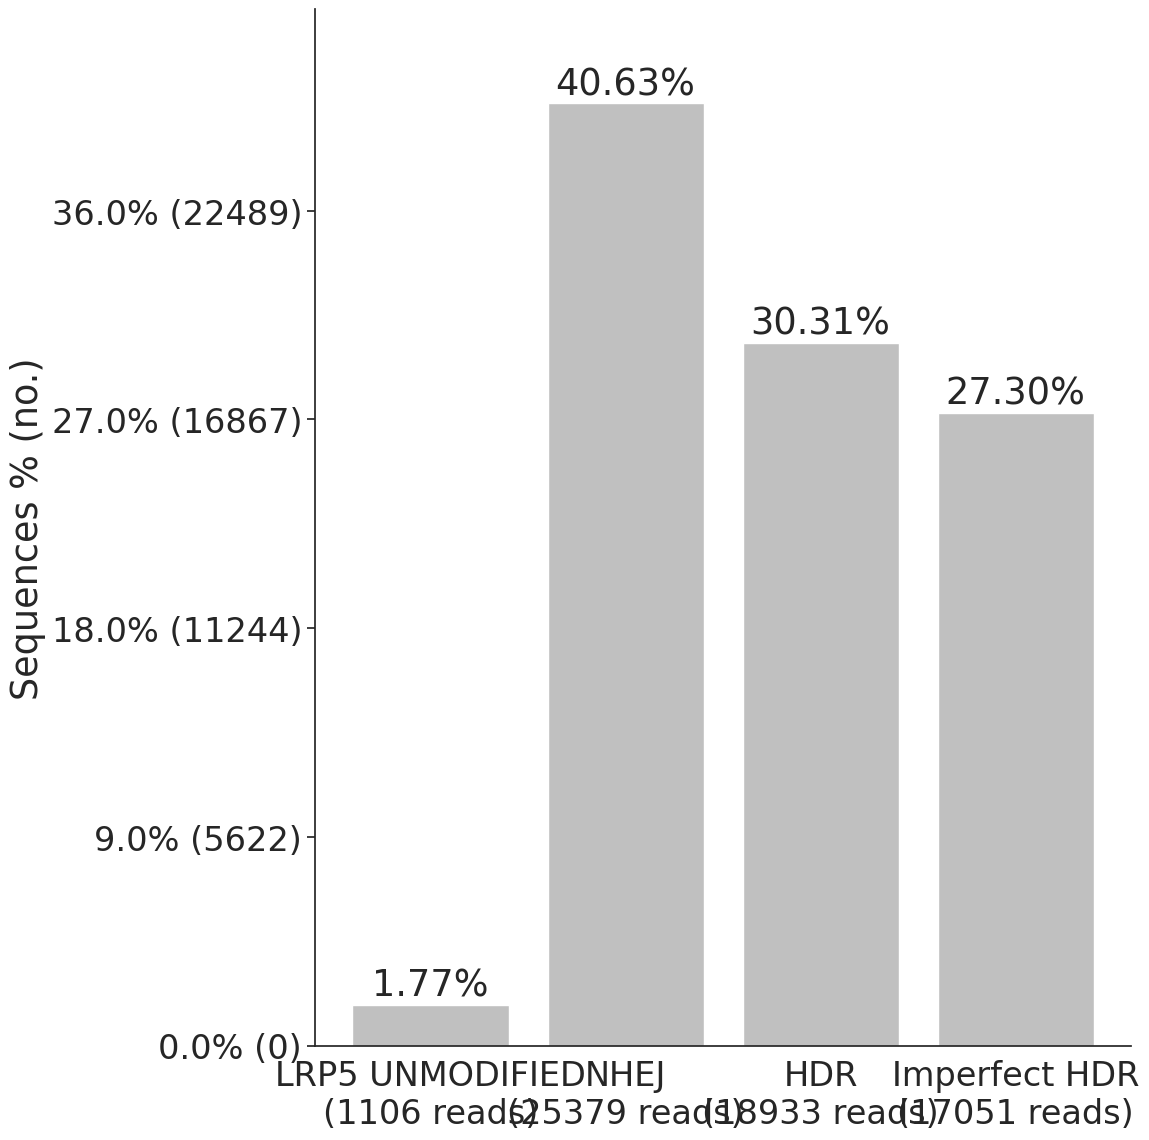 40.63%
36.0% (22489)
30.31%
27.30%
27.0% (16867)
Sequences % (no.)
18.0% (11244)
9.0% (5622)
1.77%
0.0% (0)
LRP5 UNMODIFIED
(1106 reads)
NHEJ
(25379 reads)
HDR
(18933 reads)
Imperfect HDR
(17051 reads)